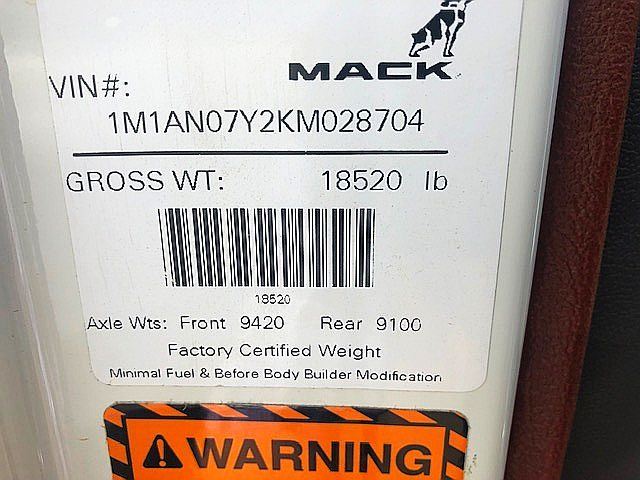 MACK
VIN#:
1M1AN07Y2KM028704
GROSS WT: 18520 lb
18520
Axle Wts: Front 9420 Rear 9100
Factory Certified Weight
Minimal Fuel & Before Body Builder Modification
WARNING